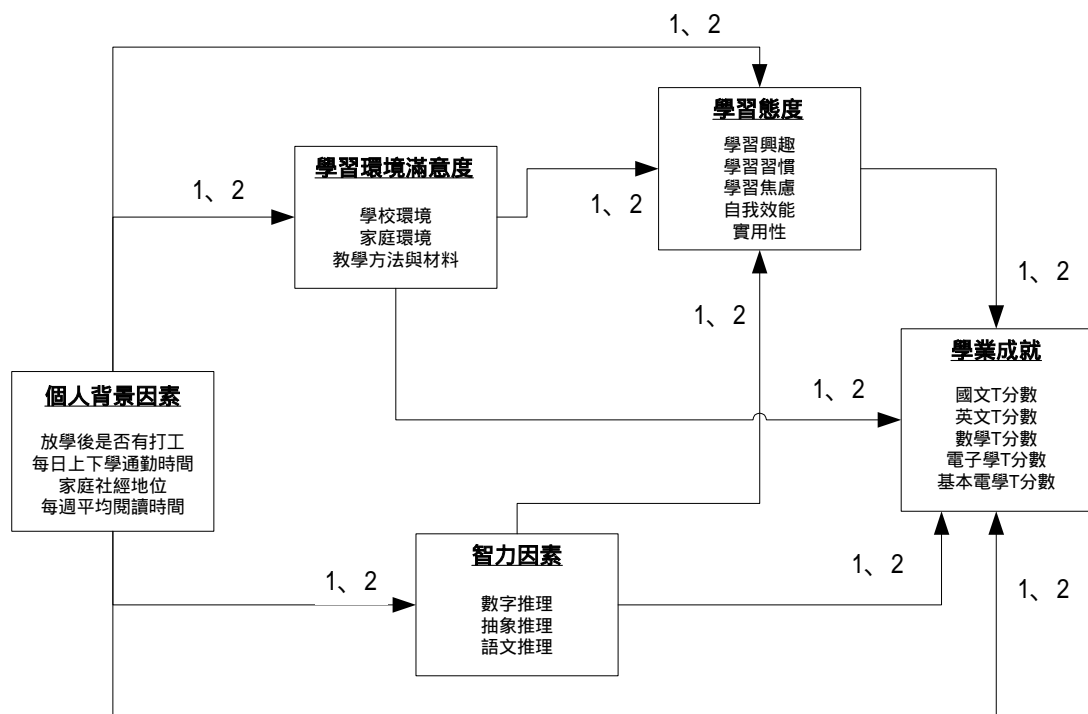 1、2
學習態度
學習興趣
學習習慣
學習焦慮
自我效能
實用性
學習環境滿意度
學校環境
家庭環境
教學方法與材料
1、2
1、2
1、2
1、2
學業成就
國文T分數
英文T分數
數學T分數
電子學T分數
基本電學T分數
1、2
個人背景因素
放學後是否有打工
每日上下學通勤時間
家庭社經地位
每週平均閱讀時間
智力因素
數字推理
抽象推理
語文推理
1、2
1、2
1、2